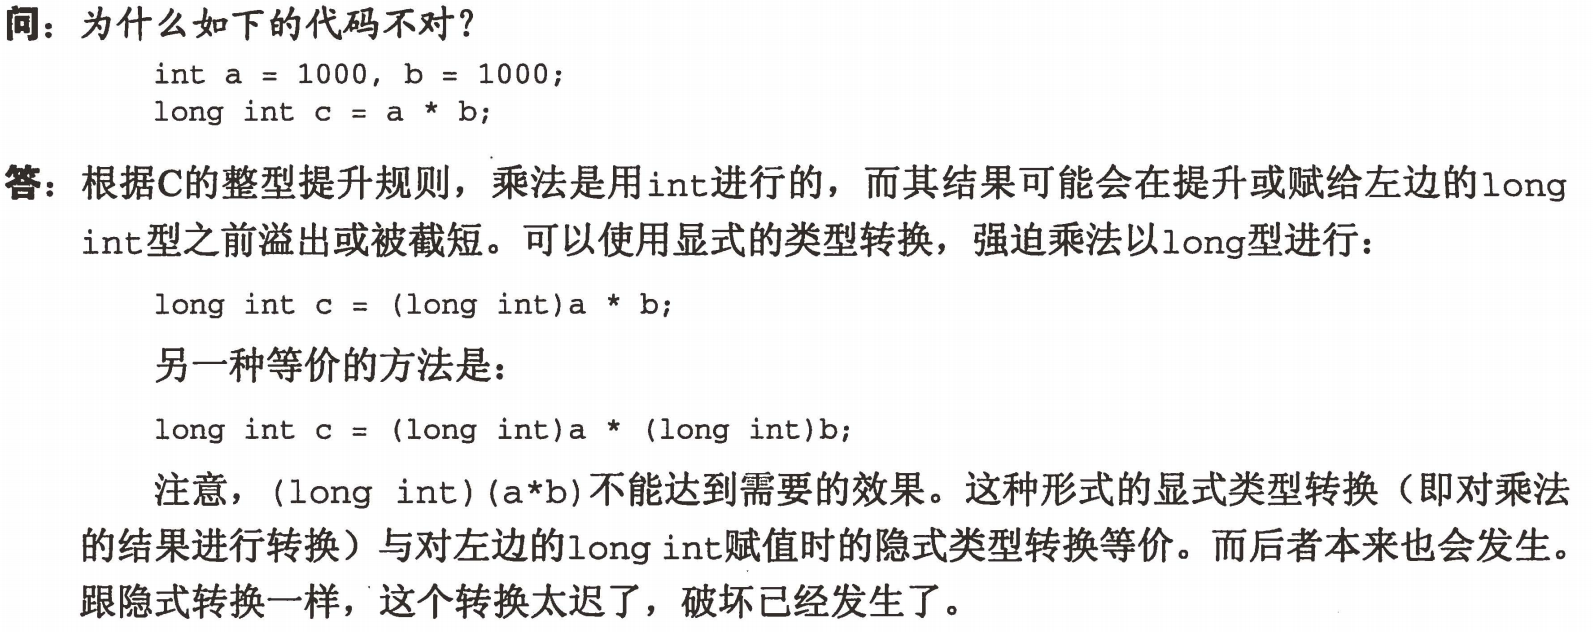 问：为什么如下的代码不对？
int a = 1000, b = 1000;
long int c = a * b;
答：根据C的整型提升规则，乘法是用int进行的，而其结果可能会在提升或赋给左边的long
int型之前溢出或被截短。可以使用显式的类型转换，强迫乘法以long型进行：
long int c = (long int)a * b;
另一种等价的方法是：
long int c = (long int)a * (long int)b;
注意，(long int)(a*b)不能达到需要的效果。这种形式的显式类型转换（即对乘法
的结果进行转换）与对左边的long int赋值时的隐式类型转换等价。而后者本来也会发生。
跟隐式转换一样，这个转换太迟了，破坏已经发生了。